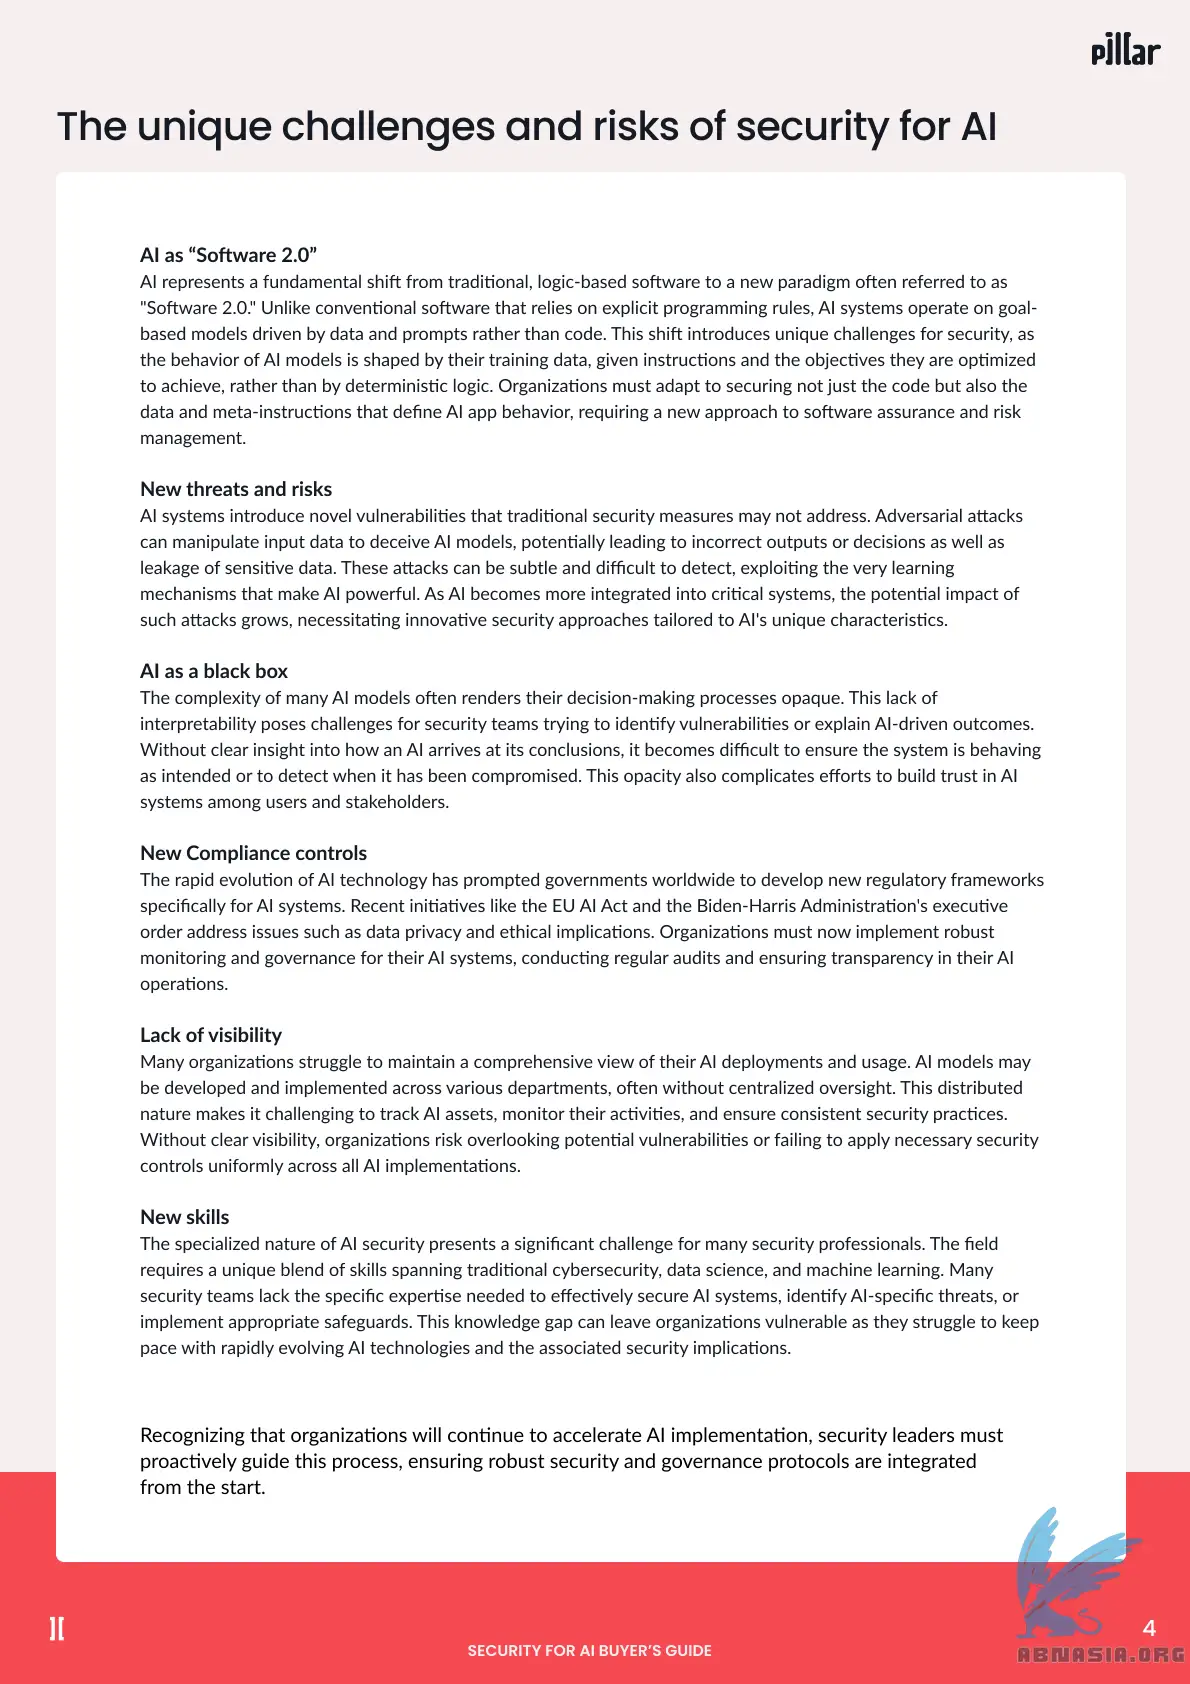 pillar
The unique challenges and risks of security for AI
AI as “Software 2.0”
AI represents a fundamental shift from traditional, logic-based software to a new paradigm often referred to as
"Software 2.0." Unlike conventional software that relies on explicit programming rules, AI systems operate on goal-
based models driven by data and prompts rather than code. This shift introduces unique challenges for security, as
the behavior of AI models is shaped by their training data, given instructions and the objectives they are optimized
to achieve, rather than by deterministic logic. Organizations must adapt to securing not just the code but also the
data and meta-instructions that define AI app behavior, requiring a new approach to software assurance and risk
management.
New threats and risks
AI systems introduce novel vulnerabilities that traditional security measures may not address. Adversarial attacks
can manipulate input data to deceive AI models, potentially leading to incorrect outputs or decisions as well as
leakage of sensitive data. These attacks can be subtle and difficult to detect, exploiting the very learning
mechanisms that make AI powerful. As AI becomes more integrated into critical systems, the potential impact of
such attacks grows, necessitating innovative security approaches tailored to AI's unique characteristics.
AI as a black box
The complexity of many AI models often renders their decision-making processes opaque. This lack of
interpretability poses challenges for security teams trying to identify vulnerabilities or explain AI-driven outcomes.
Without clear insight into how an AI arrives at its conclusions, it becomes difficult to ensure the system is behaving
as intended or to detect when it has been compromised. This opacity also complicates efforts to build trust in AI
systems among users and stakeholders.
New Compliance controls
The rapid evolution of AI technology has prompted governments worldwide to develop new regulatory frameworks
specifically for AI systems. Recent initiatives like the EU AI Act and the Biden-Harris Administration's executive
order address issues such as data privacy and ethical implications. Organizations must now implement robust
monitoring and governance for their AI systems, conducting regular audits and ensuring transparency in their AI
operations.
Lack of visibility
Many organizations struggle to maintain a comprehensive view of their AI deployments and usage. AI models may
be developed and implemented across various departments, often without centralized oversight. This distributed
nature makes it challenging to track AI assets, monitor their activities, and ensure consistent security practices.
Without clear visibility, organizations risk overlooking potential vulnerabilities or failing to apply necessary security
controls uniformly across all AI implementations.
New skills
The specialized nature of AI security presents a significant challenge for many security professionals. The field
requires a unique blend of skills spanning traditional cybersecurity, data science, and machine learning. Many
security teams lack the specific expertise needed to effectively secure AI systems, identify AI-specific threats, or
implement appropriate safeguards. This knowledge gap can leave organizations vulnerable as they struggle to keep
pace with rapidly evolving AI technologies and the associated security implications.
Recognizing that organizations will continue to accelerate AI implementation, security leaders must
proactively guide this process, ensuring robust security and governance protocols are integrated
from the start.
SECURITY FOR AI BUYER’S GUIDE
4
ABNASIA.ORG